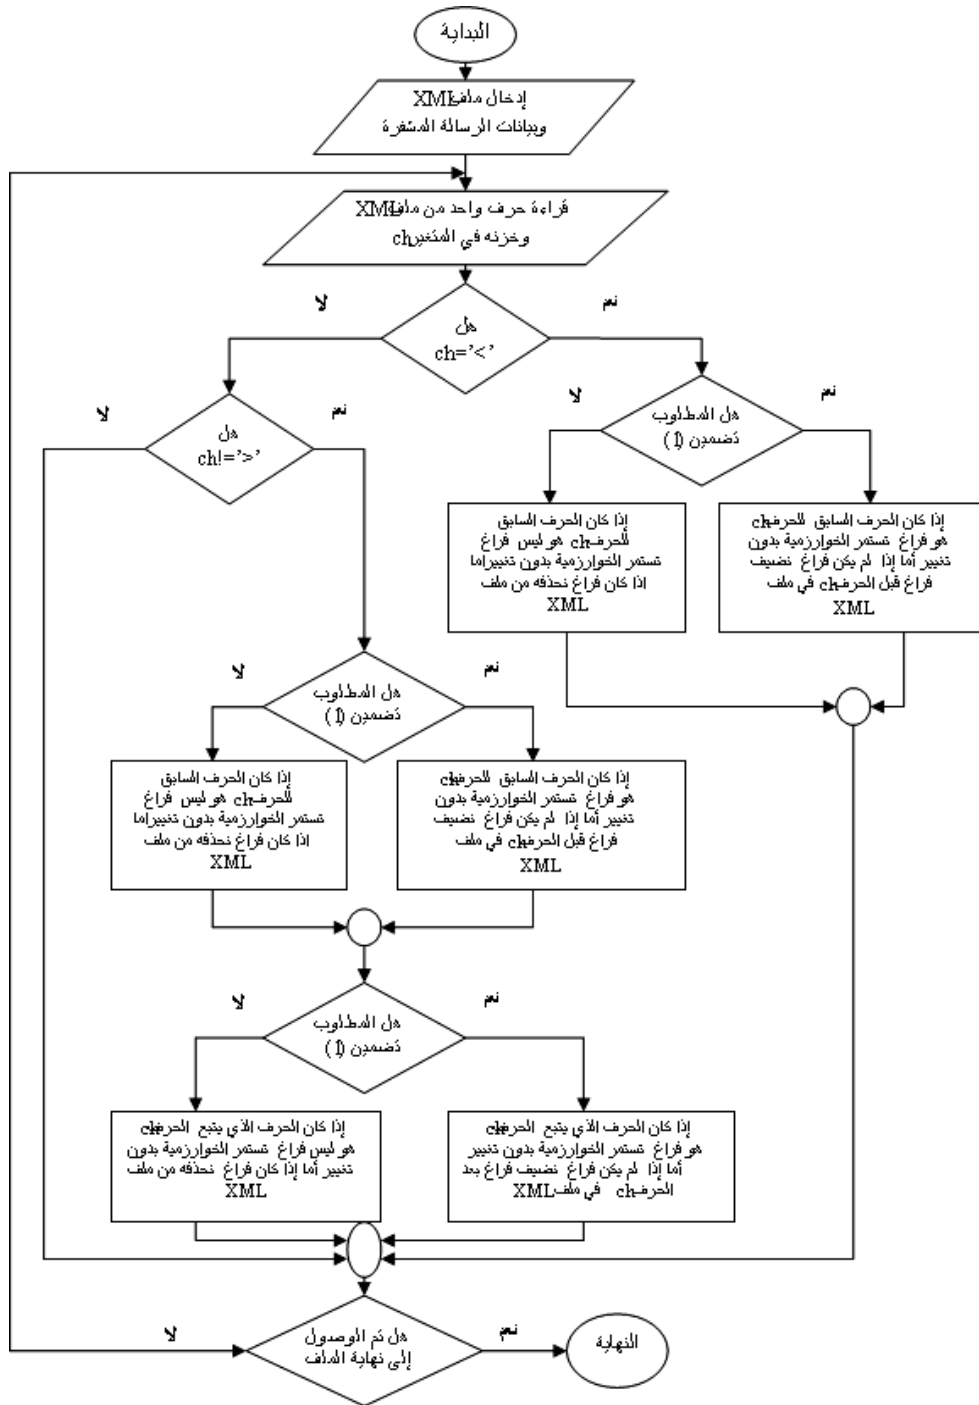 البداية
إدخال ملف XML
وبيانات الرسالة المشفرة
قراءة حرف واحد من ملف XML
وخزنه في المتغير ch
لا
نعم
هل
ch='<'
لا
نعم
هل
ch!='>'
لا
نعم
هل المطلوب
تضمين (1)
إذا كان الحرف السابق
للحرف ch هو ليس فراغ
تستمر الخوارزمية بدون تغيير اما
اذا كان فراغ نحذفه من ملف
XML
إذا كان الحرف السابق للحرف ch
هو فراغ تستمر الخوارزمية بدون
تغيير أما إذا لم يكن فراغ نضيف
فراغ قبل الحرف ch في ملف
XML
لا
نعم
هل المطلوب
تضمين (1)
إذا كان الحرف السابق
للحرف ch هو ليس فراغ
تستمر الخوارزمية بدون تغيير اما
اذا كان فراغ نحذفه من ملف
XML
إذا كان الحرف السابق للحرف ch
هو فراغ تستمر الخوارزمية بدون
تغيير أما إذا لم يكن فراغ نضيف
فراغ قبل الحرف ch في ملف
XML
لا
نعم
هل المطلوب
تضمين (1)
إذا كان الحرف الذي يتبع الحرف ch
هو ليس فراغ تستمر الخوارزمية بدون
تغيير أما إذا كان فراغ نحذفه من ملف
XML
إذا كان الحرف الذي يتبع الحرف ch
هو فراغ تستمر الخوارزمية بدون تغيير
أما إذا لم يكن فراغ نضيف فراغ بعد
الحرف ch في ملف XML
لا
نعم
هل تم الوصول
إلى نهاية الملف
النهاية